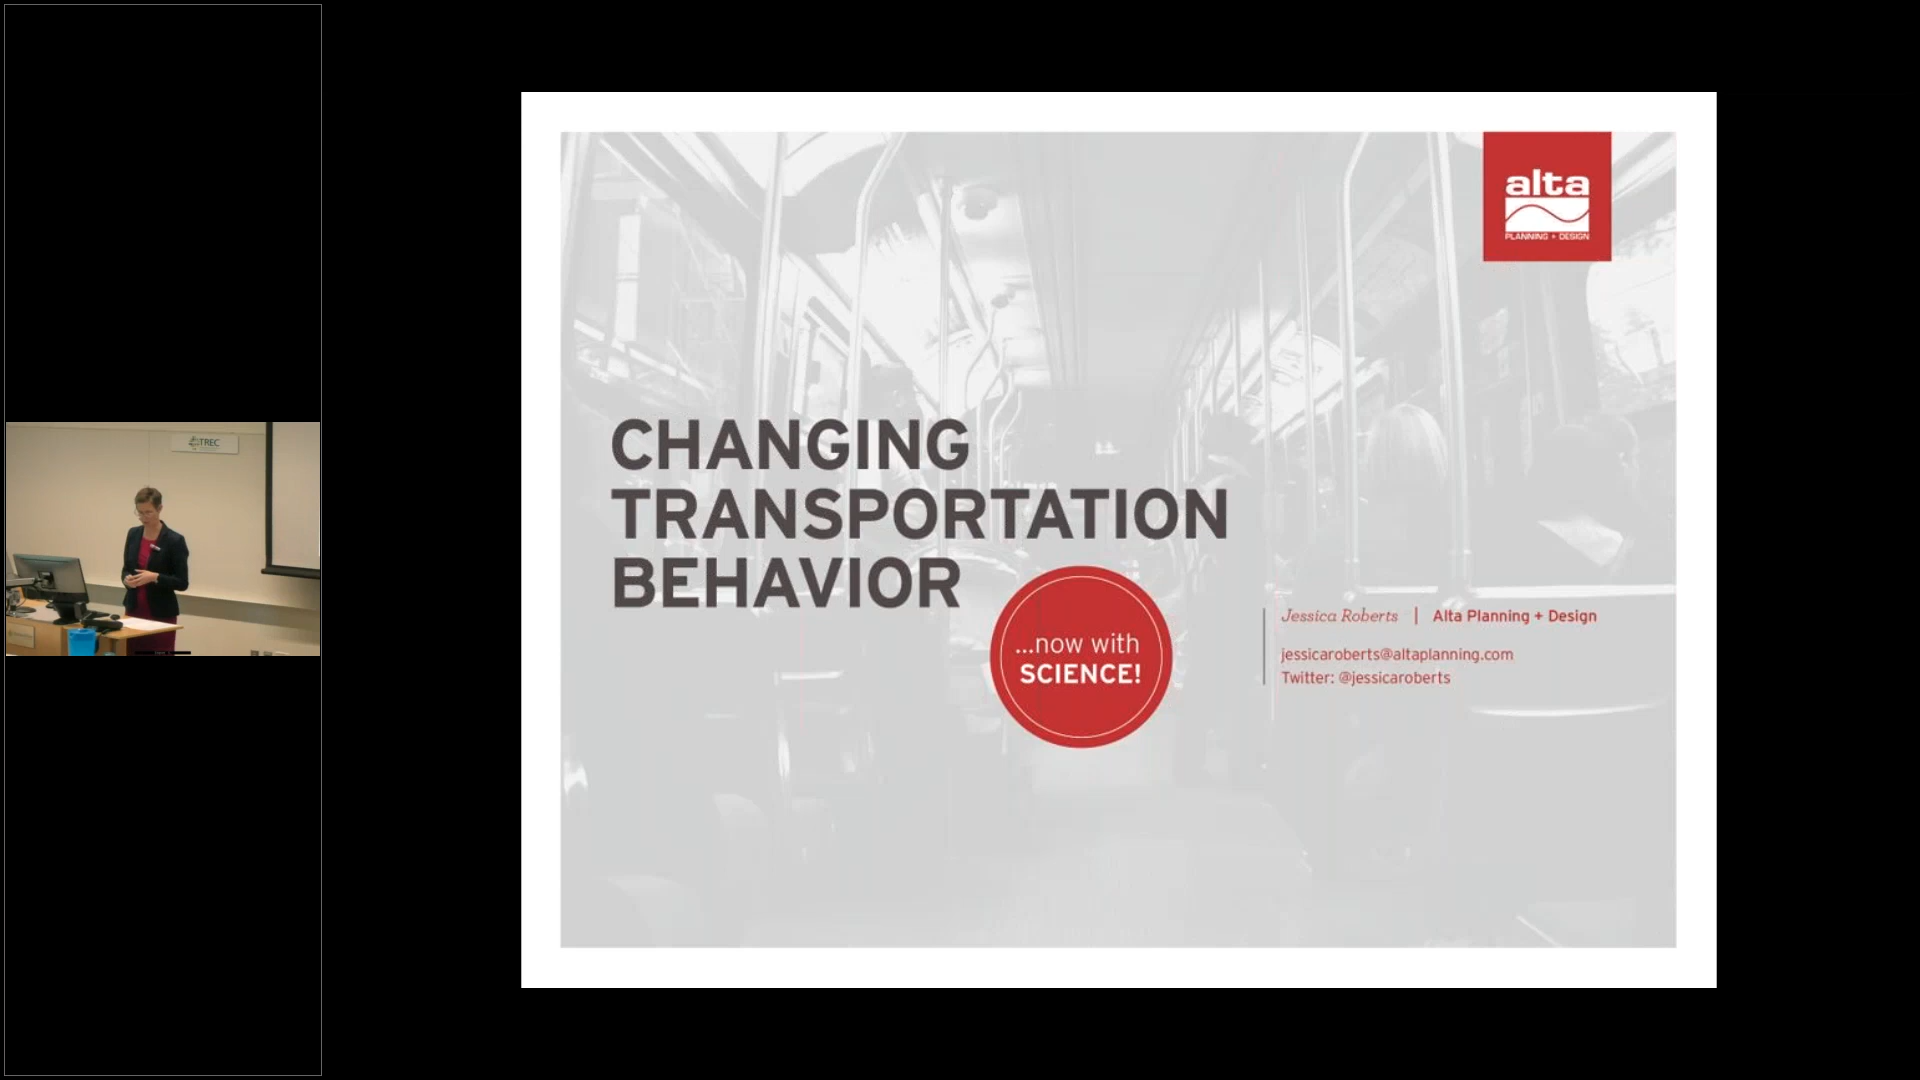 TREC
alta
PLANNING + DESIGN
CHANGING
TRANSPORTATION
BEHAVIOR
...now with
SCIENCE!
Jessica Roberts | Alta Planning + Design
jessicaroberts@altaplanning.com
Twitter: @jessicaroberts